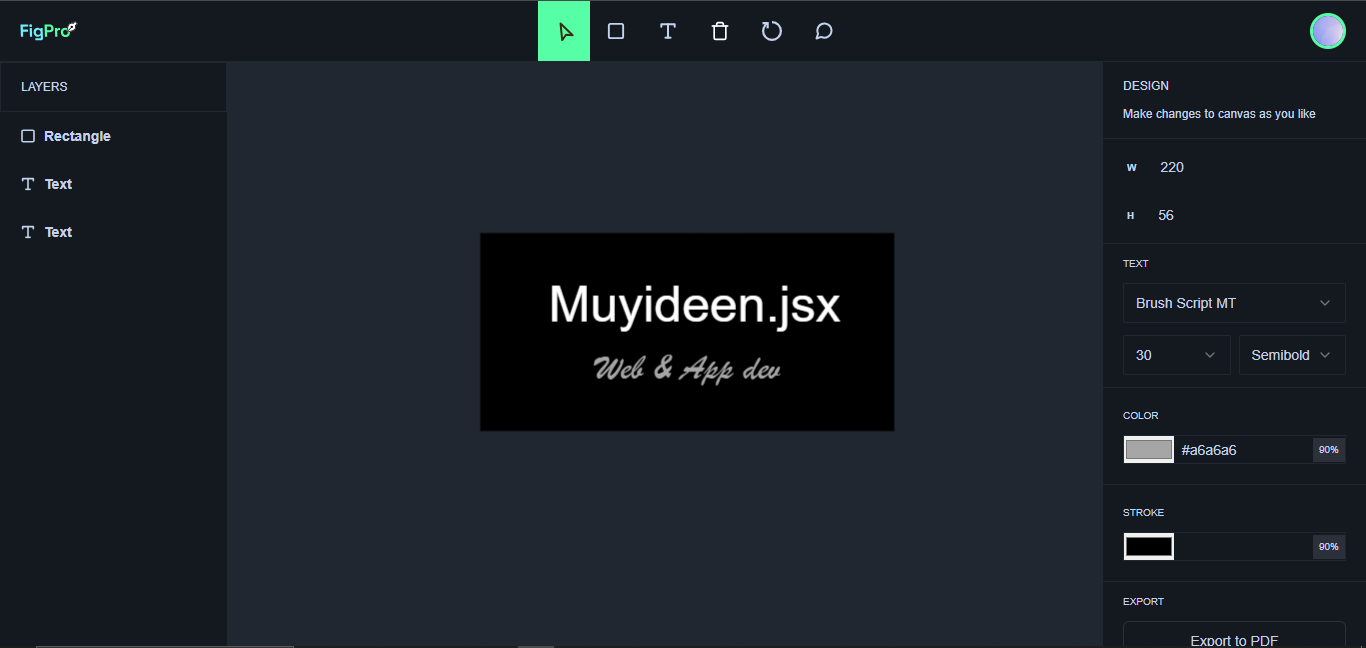 FigPro
LAYERS
Rectangle
Text
Text
Muyideen.jsx
Web & App dev
DESIGN
Make changes to canvas as you like
W 220
H 56
TEXT
Brush Script MT
30 Semibold
COLOR
#a6a6a6 90%
STROKE
90%
EXPORT
Export to PDF